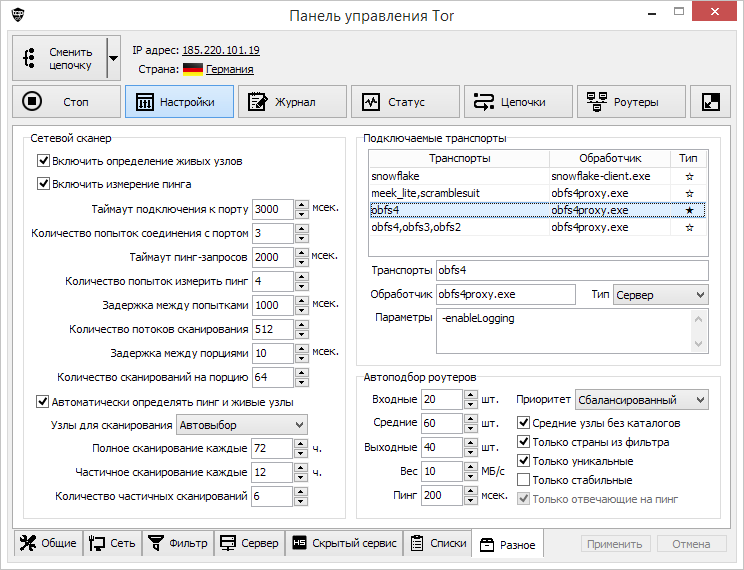 Панель управления Tor
Сменить цепочку
IP адрес: 185.220.101.19
Страна: Германия
Стоп
Настройки
Журнал
Статус
Цепочки
Роутеры
Сетевой сканер
Включить определение живых узлов
Включить измерение пинга
Таймаут подключения к порту 3000 мсек.
Количество попыток соединения с портом 3
Таймаут пинг-запросов 2000 мсек.
Количество попыток измерить пинг 4
Задержка между попытками 1000 мсек.
Количество потоков сканирования 512
Задержка между порциями 10 мсек.
Количество сканирований на порцию 64
Автоматически определять пинг и живые узлы
Узлы для сканирования Автовыбор
Полное сканирование каждые 72 ч.
Частичное сканирование каждые 12 ч.
Количество частичных сканирований 6
Подключаемые транспорты
Транспорты Обработчик Тип
snowflake snowflake-client.exe ☆
meek_lite,scramblesuit obfs4proxy.exe ☆
obfs4 obfs4proxy.exe ★
obfs4,obfs3,obfs2 obfs4proxy.exe ☆
Транспорты obfs4
Обработчик obfs4proxy.exe Тип Сервер
Параметры -enableLogging
Автоподбор роутеров
Входные 20 шт.
Средние 60 шт.
Выходные 40 шт.
Вес 10 МБ/с
Пинг 200 мсек.
Приоритет Сбалансированный
Средние узлы без каталогов
Только страны из фильтра
Только уникальные
Только стабильные
Только отвечающие на пинг
Общие
Сеть
Фильтр
Сервер
HS Скрытый сервис
Списки
Разное
Применить
Отмена